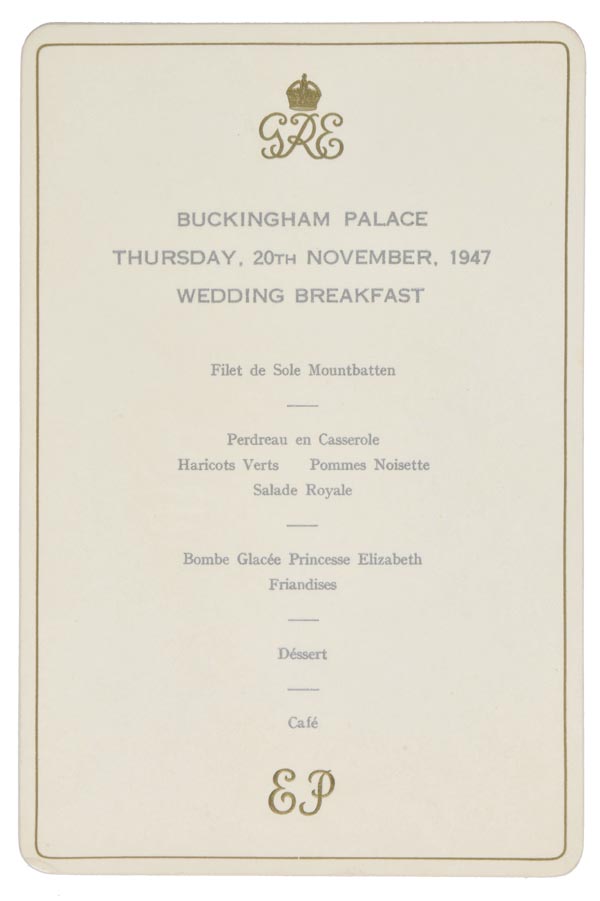 GRE
BUCKINGHAM PALACE
THURSDAY, 20TH NOVEMBER, 1947
WEDDING BREAKFAST
Filet de Sole Mountbatten
Perdreau en Casserole
Haricots Verts Pommes Noisette
Salade Royale
Bombe Glacée Princesse Elizabeth
Friandises
Déssert
Café
EP